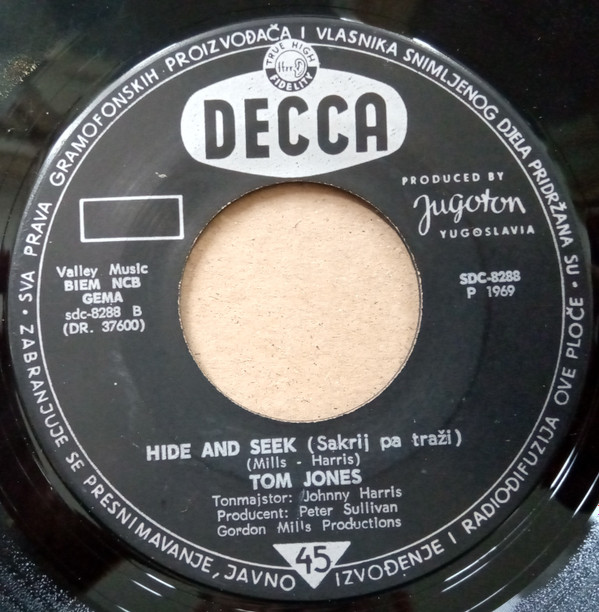 SVA PRAVA GRAMOFONSKIH PROIZVOĐAČA I VLASNIKA SNIMLJENOG DJELA PRIDRŽANA SU • ZABRANJUJE SE PRESNIMAVANJE, JAVNO IZVOĐENJE I RADIODIFUZIJA OVE PLOČE •
TRUE HIGH
ffrr
FIDELITY
DECCA
PRODUCED BY
Jugoton
YUGOSLAVIA
Valley Music
BIEM NCB
GEMA
sdc-8288 B
(DR. 37600)
SDC-8288
P 1969
HIDE AND SEEK (Sakrij pa traži)
(Mills - Harris)
TOM JONES
Tonmajstor: Johnny Harris
Producent: Peter Sullivan
Gordon Mills Productions
45